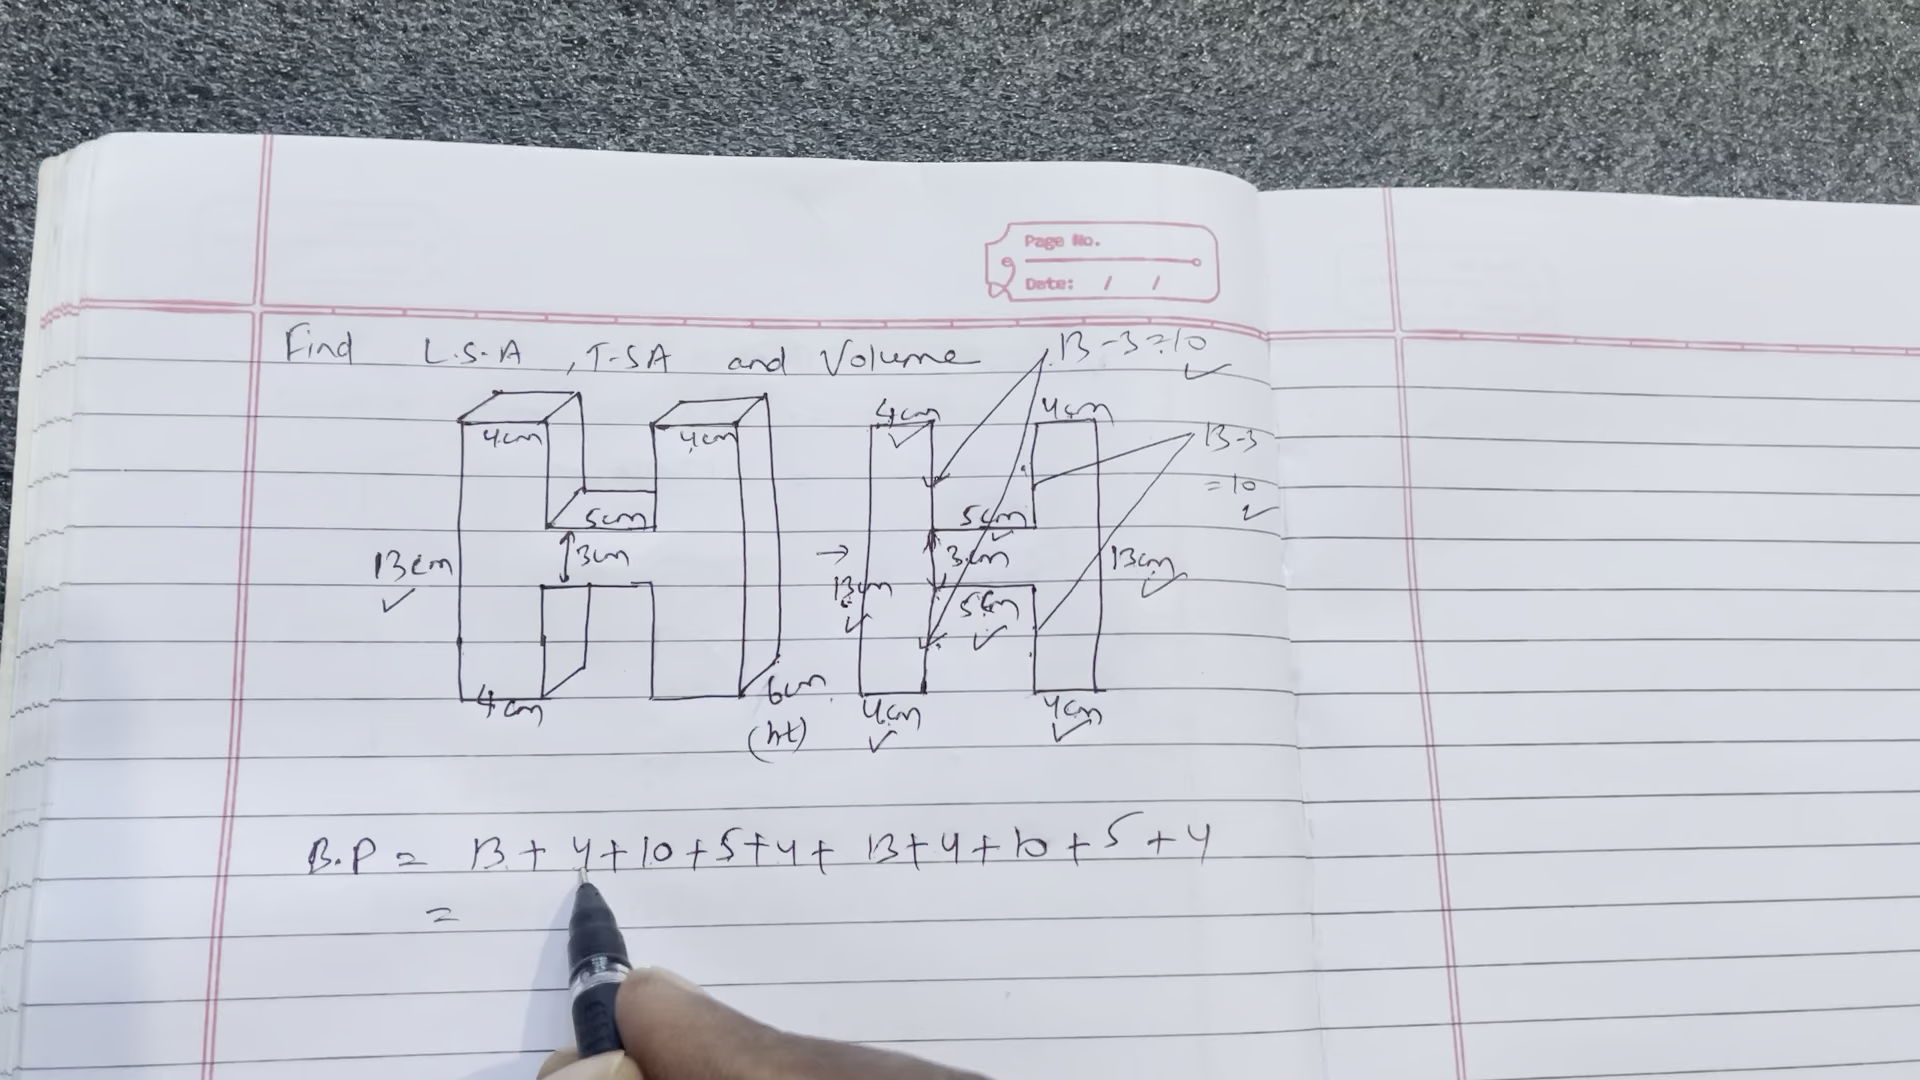 Page No.
Date: / /
Find L.S.A , T-SA and Volume
13-3=10
4cm
4cm
4cm
4cm
13-3
=10
5cm
5cm
3cm
3cm
13cm
→
13cm
13cm
5cm
4cm
6cm
(ht)
4cm
4cm
B.P = 13 + 4 + 10 + 5 + 4 + 13 + 4 + 10 + 5 + 4
=